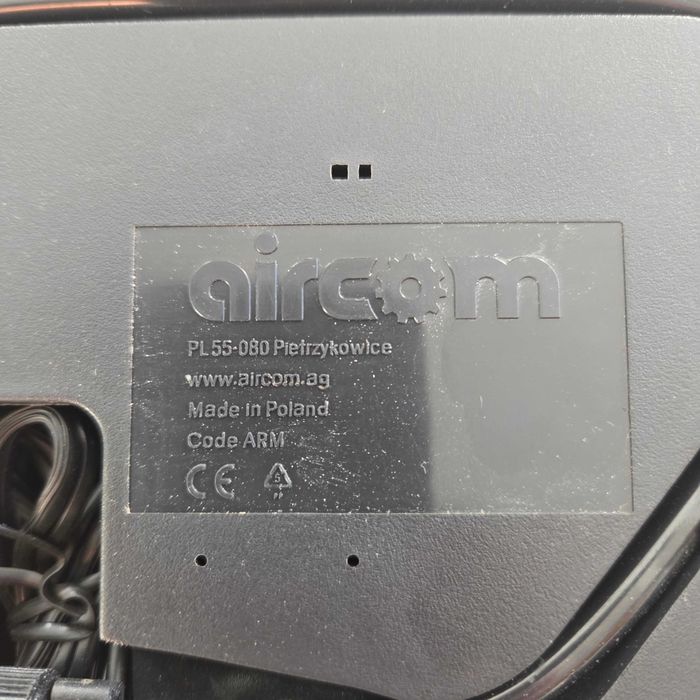 aircom
PL 55-080 Pietrzykowice
www.aircom.ag
Made in Poland
Code ARM
CE
5
PP